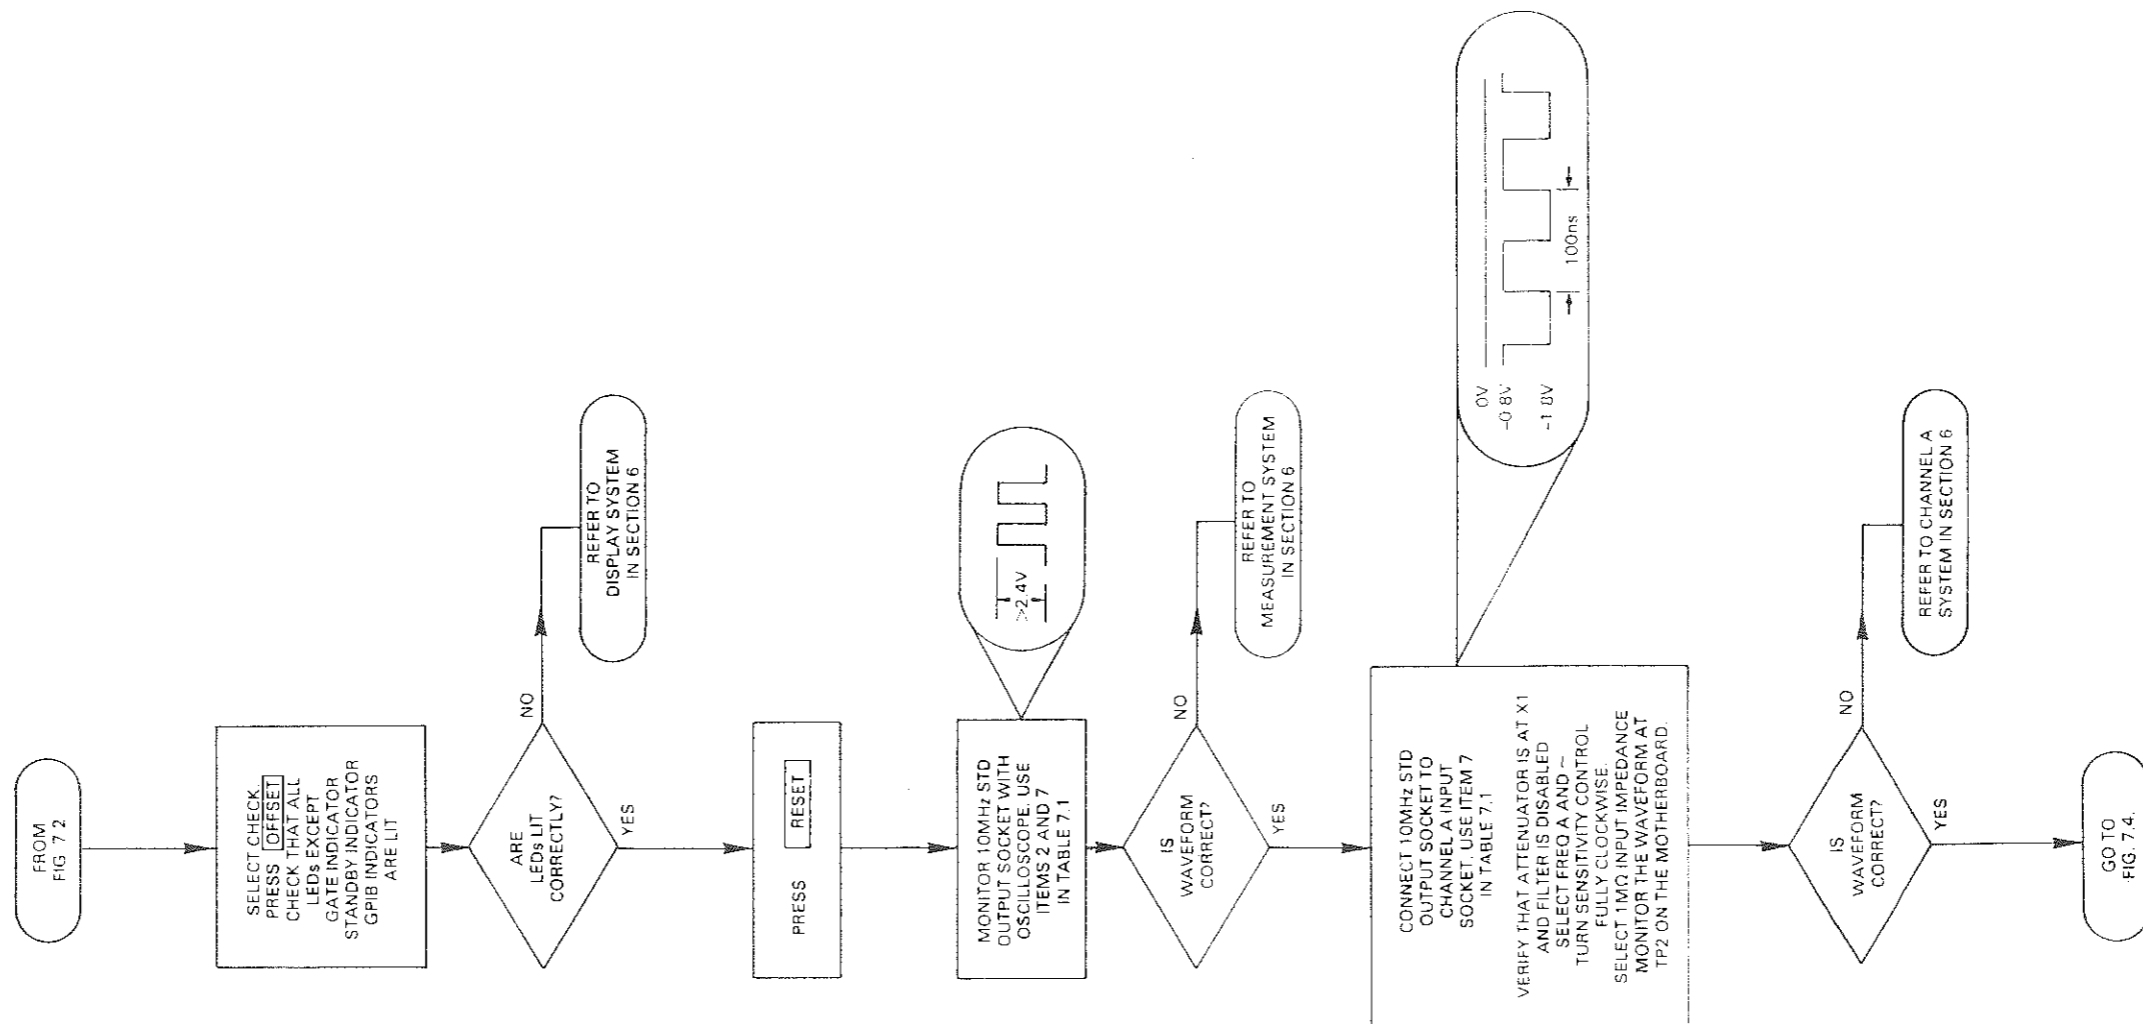 FROM
FIG 7.2
SELECT CHECK.
PRESS OFFSET
CHECK THAT ALL
LEDs EXCEPT
GATE INDICATOR
STANDBY INDICATOR
GPIB INDICATORS
ARE LIT
ARE
LEDs LIT
CORRECTLY?
NO
REFER TO
DISPLAY SYSTEM
IN SECTION 6
YES
PRESS RESET
MONITOR 10MHz STD
OUTPUT SOCKET WITH
OSCILLOSCOPE. USE
ITEMS 2 AND 7
IN TABLE 7.1
>2.4V
IS
WAVEFORM
CORRECT?
NO
REFER TO
MEASUREMENT SYSTEM
IN SECTION 6
YES
CONNECT 10MHz STD
OUTPUT SOCKET TO
CHANNEL A INPUT
SOCKET, USE ITEM 7
IN TABLE 7.1
VERIFY THAT ATTENUATOR IS AT X1
AND FILTER IS DISABLED
SELECT FREQ A AND ~
TURN SENSITIVITY CONTROL
FULLY CLOCKWISE.
SELECT 1MΩ INPUT IMPEDANCE
MONITOR THE WAVEFORM AT
TP2 ON THE MOTHERBOARD.
0V
-0.8V
-1.8V
100ns
IS
WAVEFORM
CORRECT?
NO
REFER TO CHANNEL A
SYSTEM IN SECTION 6
YES
GO TO
FIG. 7.4.